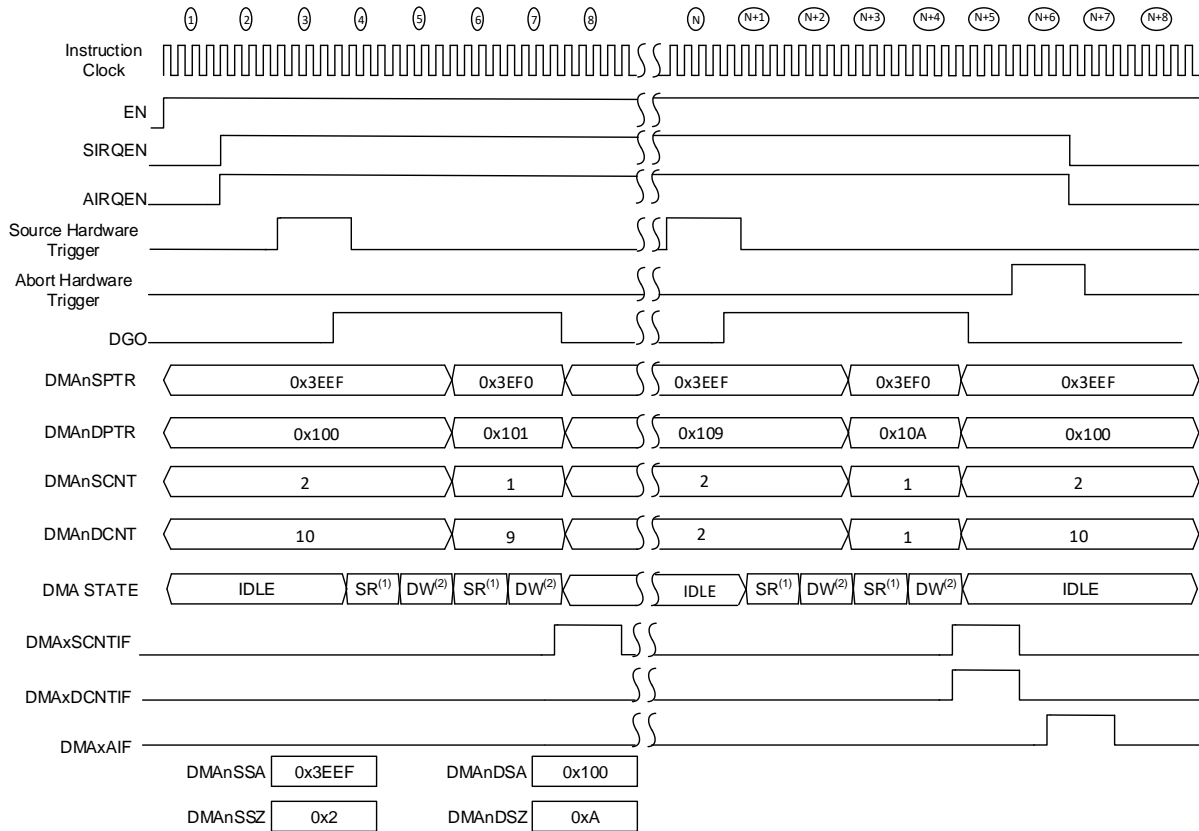 1 2 3 4 5 6 7 8 N N+1 N+2 N+3 N+4 N+5 N+6 N+7 N+8
Instruction
Clock
EN
SIRQEN
AIRQEN
Source Hardware
Trigger
Abort Hardware
Trigger
DGO
DMAnSPTR 0x3EEF 0x3EF0 0x3EEF 0x3EF0 0x3EEF
DMAnDPTR 0x100 0x101 0x109 0x10A 0x100
DMAnSCNT 2 1 2 1 2
DMAnDCNT 10 9 2 1 10
DMA STATE IDLE SR(1) DW(2) SR(1) DW(2) IDLE SR(1) DW(2) SR(1) DW(2) IDLE
DMAxSCNTIF
DMAxDCNTIF
DMAxAIF
DMAnSSA 0x3EEF DMAnDSA 0x100
DMAnSSZ 0x2 DMAnDSZ 0xA